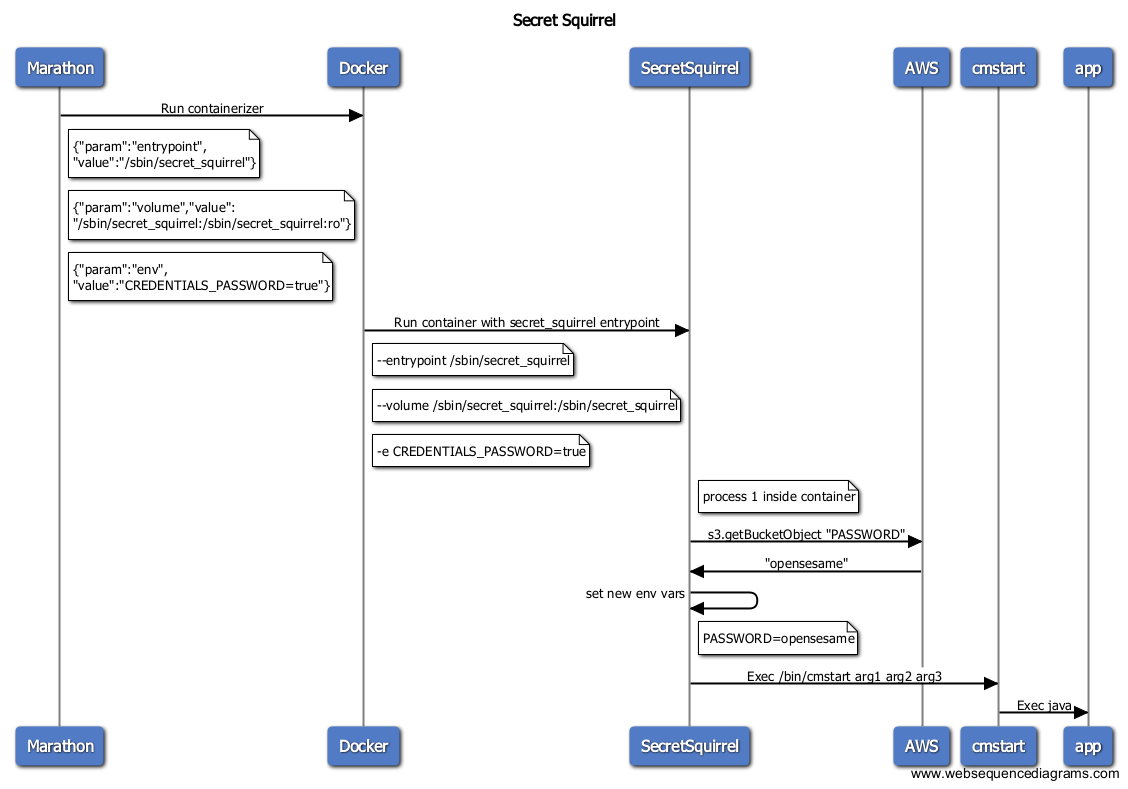 Secret Squirrel
Marathon
Docker
SecretSquirrel
AWS
cmstart
app
Run containerizer
{"param":"entrypoint",
"value":"/sbin/secret_squirrel"}
{"param":"volume","value":
"/sbin/secret_squirrel:/sbin/secret_squirrel:ro"}
{"param":"env",
"value":"CREDENTIALS_PASSWORD=true"}
Run container with secret_squirrel entrypoint
--entrypoint /sbin/secret_squirrel
--volume /sbin/secret_squirrel:/sbin/secret_squirrel
-e CREDENTIALS_PASSWORD=true
process 1 inside container
s3.getBucketObject "PASSWORD"
"opensesame"
set new env vars
PASSWORD=opensesame
Exec /bin/cmstart arg1 arg2 arg3
Exec java
Marathon
Docker
SecretSquirrel
AWS
cmstart
app
www.websequencediagrams.com